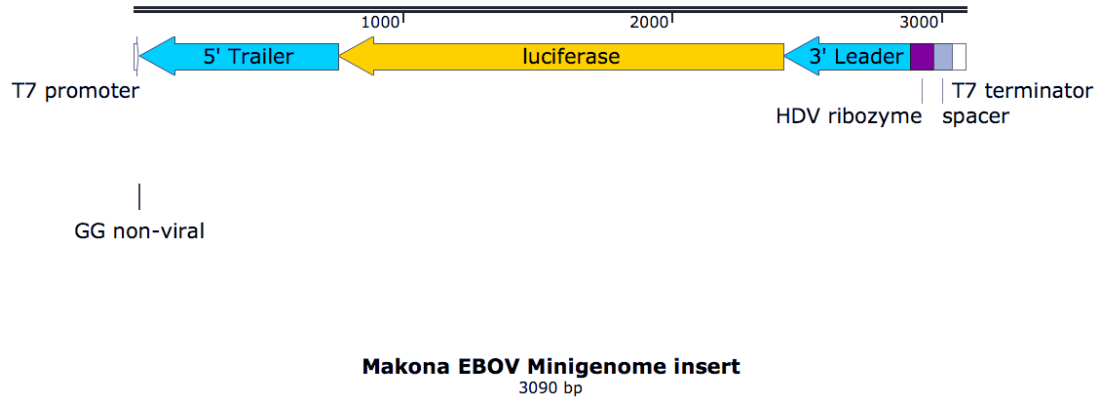 1000 2000 3000
5' Trailer luciferase 3' Leader
T7 promoter T7 terminator
HDV ribozyme spacer
GG non-viral
Makona EBOV Minigenome insert
3090 bp